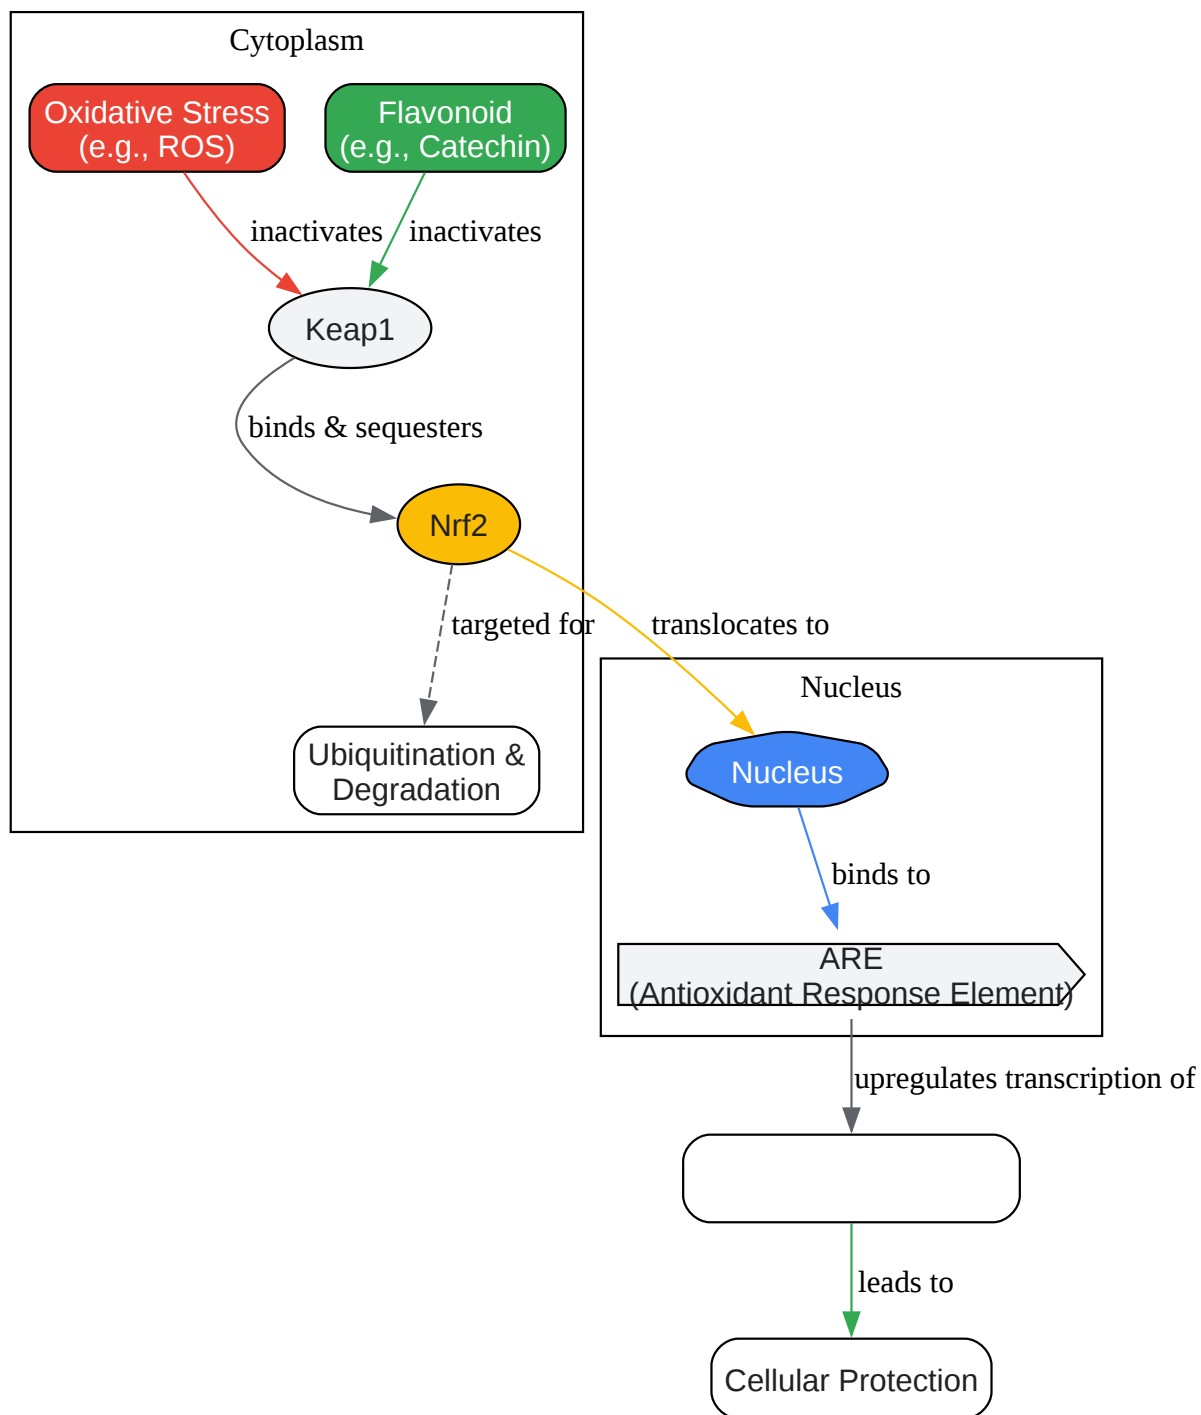 Cytoplasm
Oxidative Stress
(e.g., ROS)
Flavonoid
(e.g., Catechin)
inactivates
inactivates
Keap1
binds & sequesters
Nrf2
targeted for
translocates to
Nucleus
Ubiquitination &
Degradation
Nucleus
binds to
ARE
(Antioxidant Response Element)
upregulates transcription of
leads to
Cellular Protection